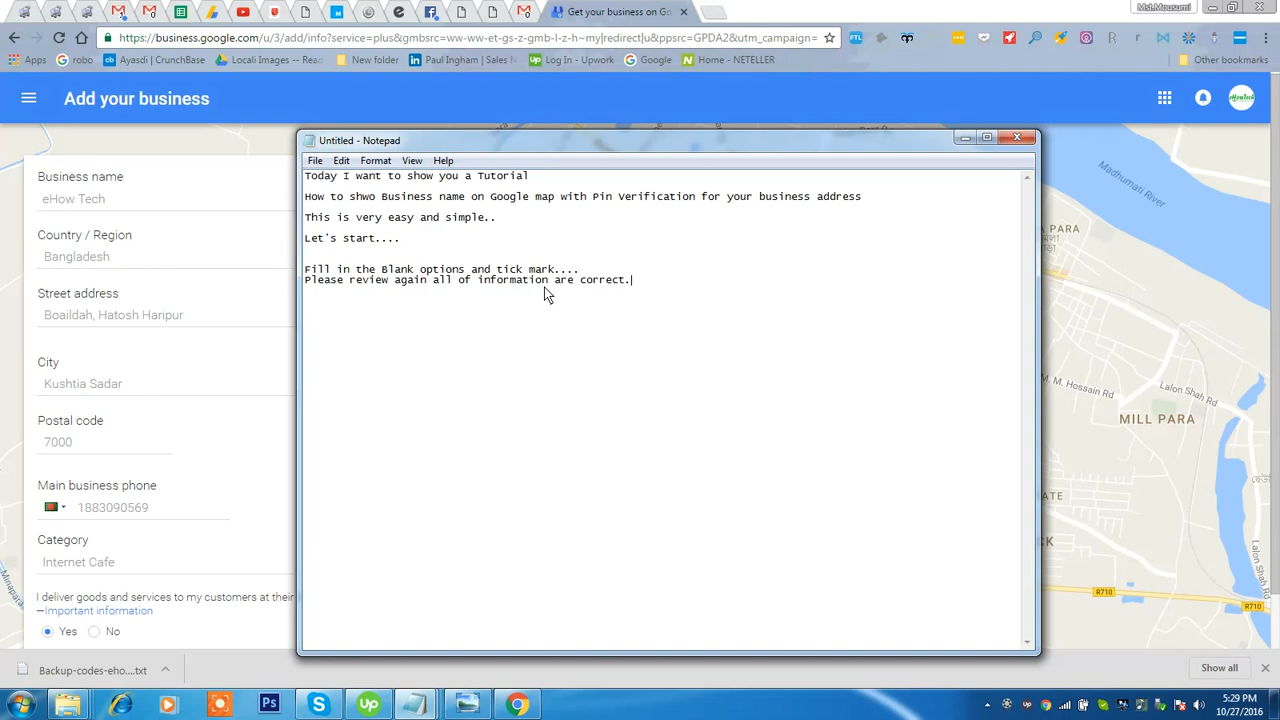 Get your business on Go
Mst.Mousumi
https://business.google.com/u/3/add/info?service=plus&gmbsrc=ww-ww-et-gs-z-gmb-l-z-h~my|redirect|u&ppsrc=GPDA2&utm_campaign=
Apps
robo
Ayasdi | CrunchBase
Locali Images -- Rea
New folder
Paul Ingham | Sales
Log In - Upwork
Google
Home - NETELLER
Other bookmarks
Add your business
Business name
eHow Tech
Country / Region
Bangladesh
Street address
Boaildah, Hatosh Haripur
City
Kushtia Sadar
Postal code
7000
Main business phone
1883090569
Category
Internet Cafe
I deliver goods and services to my customers at their
Important information
Yes
No
Untitled - Notepad
File Edit Format View Help
Today I want to show you a Tutorial
How to shwo Business name on Google map with Pin Verification for your business address
This is very easy and simple..
Let's start....
Fill in the Blank options and tick mark....
Please review again all of information are correct.
Madhumati River
PARA
M. M. Hossain Rd
Lalon Shah Rd
MILL PARA
R710
R710
Lalon Shah
Minapara
Backup-codes-eho....txt
Show all
5:29 PM
10/27/2016